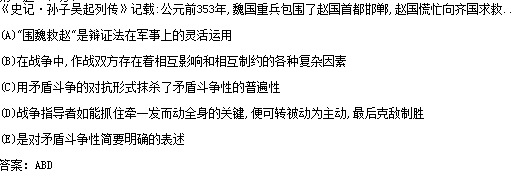 《史记·孙子吴起列传》记载:公元前353年,魏国重兵包围了赵国首都邯郸,赵国慌忙向齐国求救..
(A)"围魏救赵"是辩证法在军事上的灵活运用
(B)在战争中,作战双方存在着相互影响和相互制约的各种复杂因素
(C)用矛盾斗争的对抗形式抹杀了矛盾斗争性的普遍性
(D)战争指导者如能抓住牵一发而动全身的关键,便可转被动为主动,最后克敌制胜
(E)是对矛盾斗争性简要明确的表述
答案: ABD